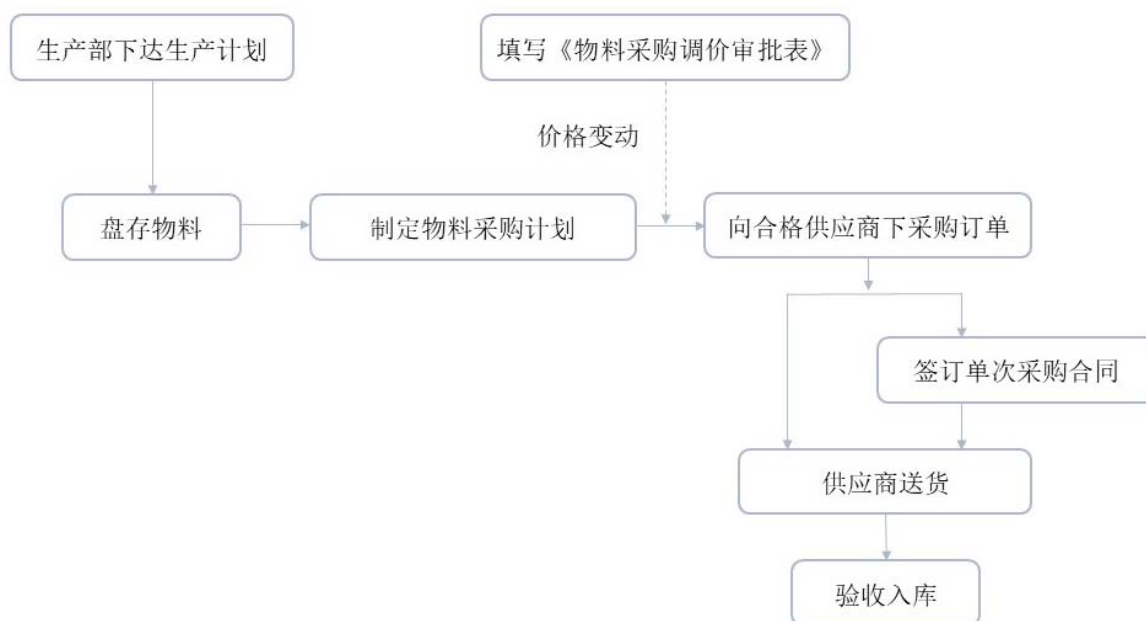 生产部下达生产计划
填写《物料采购调价审批表》
价格变动
盘存物料
制定物料采购计划
向合格供应商下采购订单
签订单次采购合同
供应商送货
验收入库